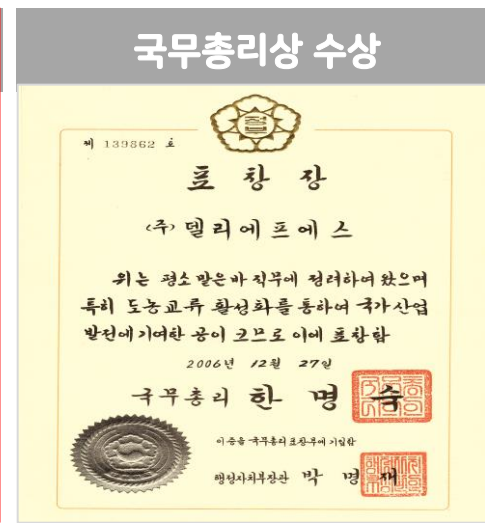 국무총리상 수상
제 139862 호
표 창 장
(주) 델리에프에스
위는 평소 맡은바 직무에 정려하여 왔으며
특히 도농교류 활성화를 통하여 국가산업
발전에 기여한 공이 크므로 이에 표창함
2006년 12월 27일
국무총리 한 명 숙
이 증을 국무총리표창부에 기입함
행정자치부장관 박 명 재